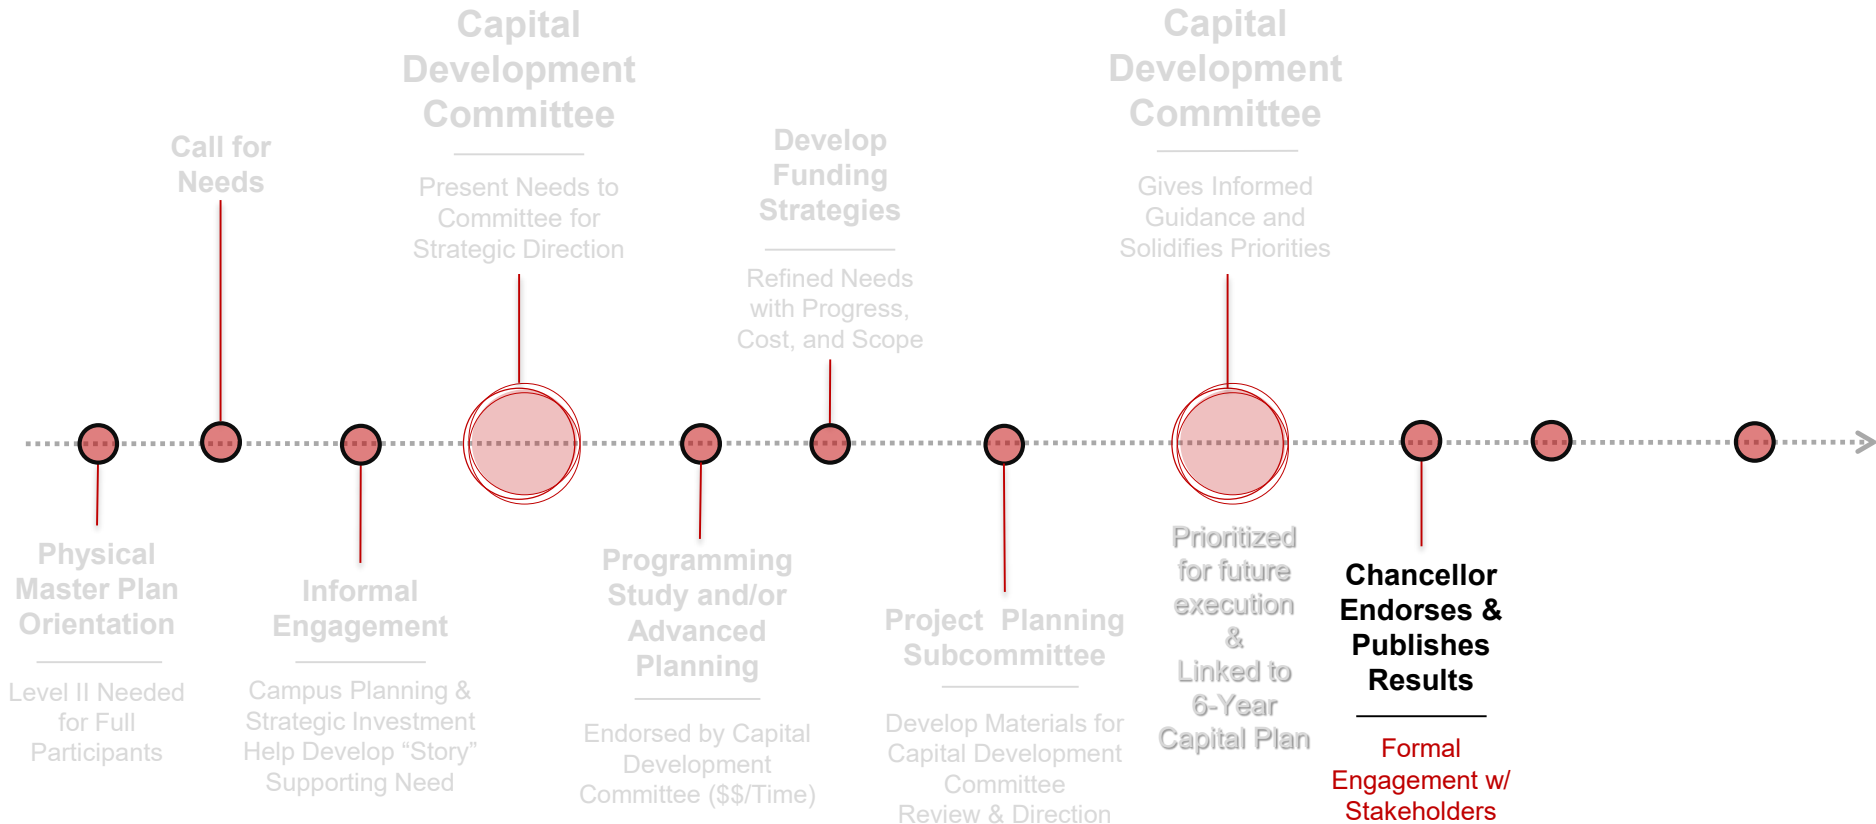 Capital
Development
Committee
Present Needs to
Committee for
Strategic Direction
Capital
Development
Committee
Gives Informed
Guidance and
Solidifies Priorities
Call for
Needs
Develop
Funding
Strategies
Refined Needs
with Progress,
Cost, and Scope
Physical
Master Plan
Orientation
Level II Needed
for Full
Participants
Informal
Engagement
Campus Planning &
Strategic Investment
Help Develop “Story”
Supporting Need
Programming
Study and/or
Advanced
Planning
Endorsed by Capital
Development
Committee ($$/Time)
Project Planning
Subcommittee
Develop Materials for
Capital Development
Committee
Review & Direction
Prioritized
for future
execution
&
Linked to
6-Year
Capital Plan
Chancellor
Endorses &
Publishes
Results
Formal
Engagement w/
Stakeholders